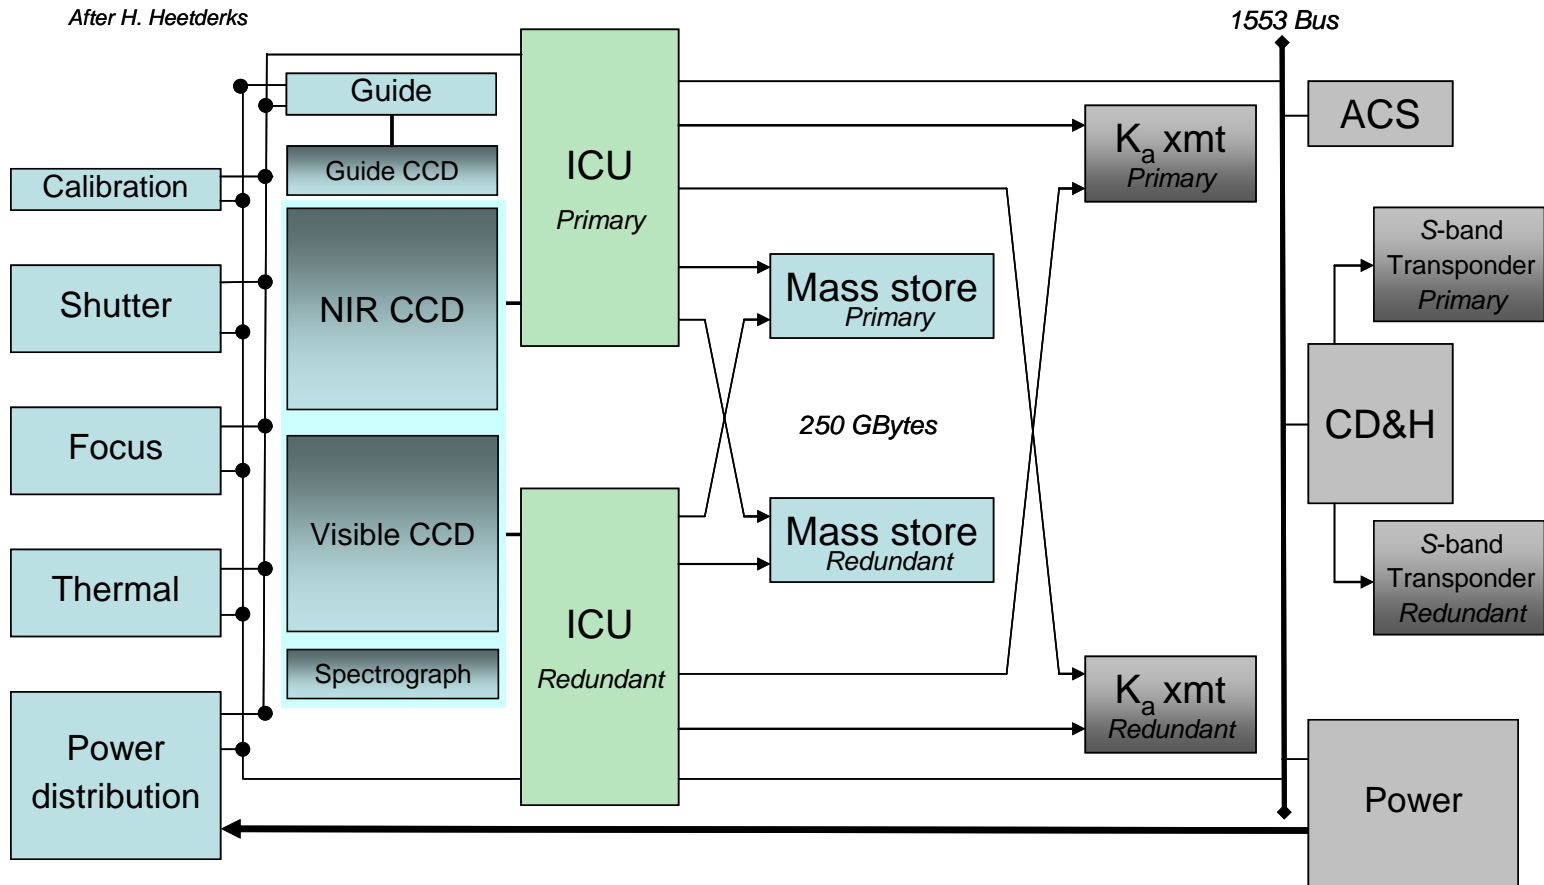 After H. Heetderks
1553 Bus
Guide
Guide CCD
Calibration
Shutter
Focus
Thermal
Power
distribution
NIR CCD
Visible CCD
Spectrograph
ICU
Primary
ICU
Redundant
Mass store
Primary
250 GBytes
Mass store
Redundant
Ka xmt
Primary
Ka xmt
Redundant
ACS
S-band
Transponder
Primary
CD&H
S-band
Transponder
Redundant
Power